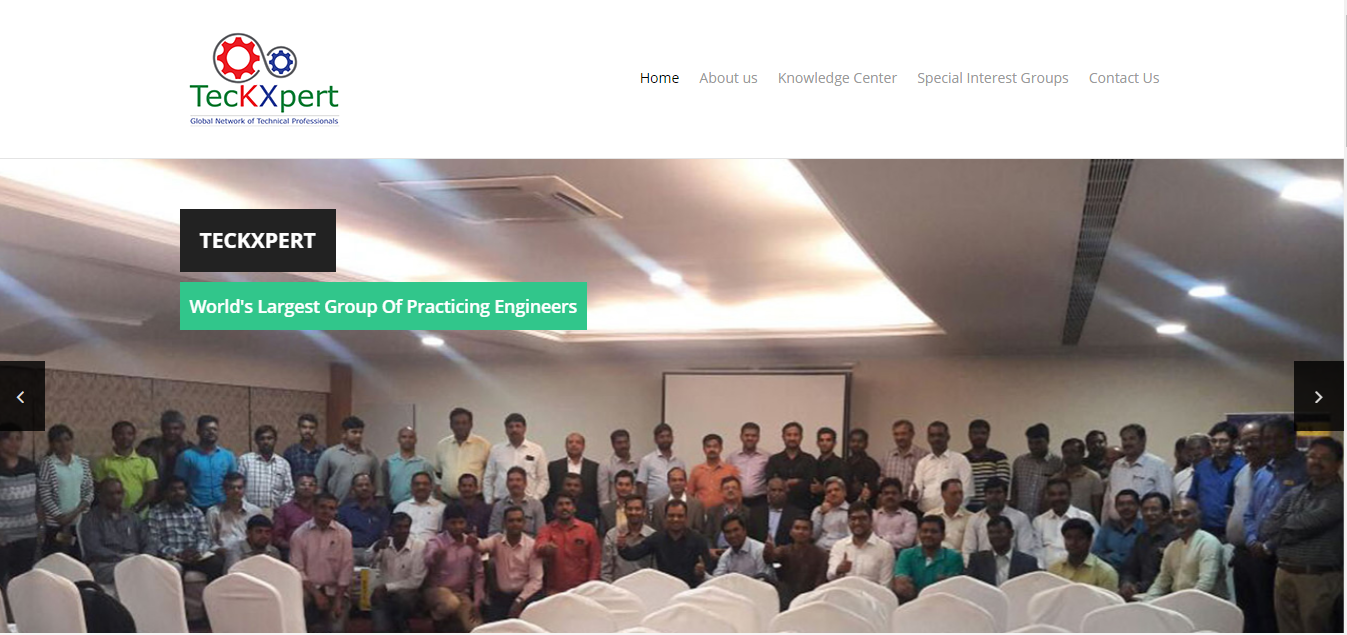 TecKXpert
Global Network of Technical Professionals
Home About us Knowledge Center Special Interest Groups Contact Us
TECKXPERT
World's Largest Group Of Practicing Engineers